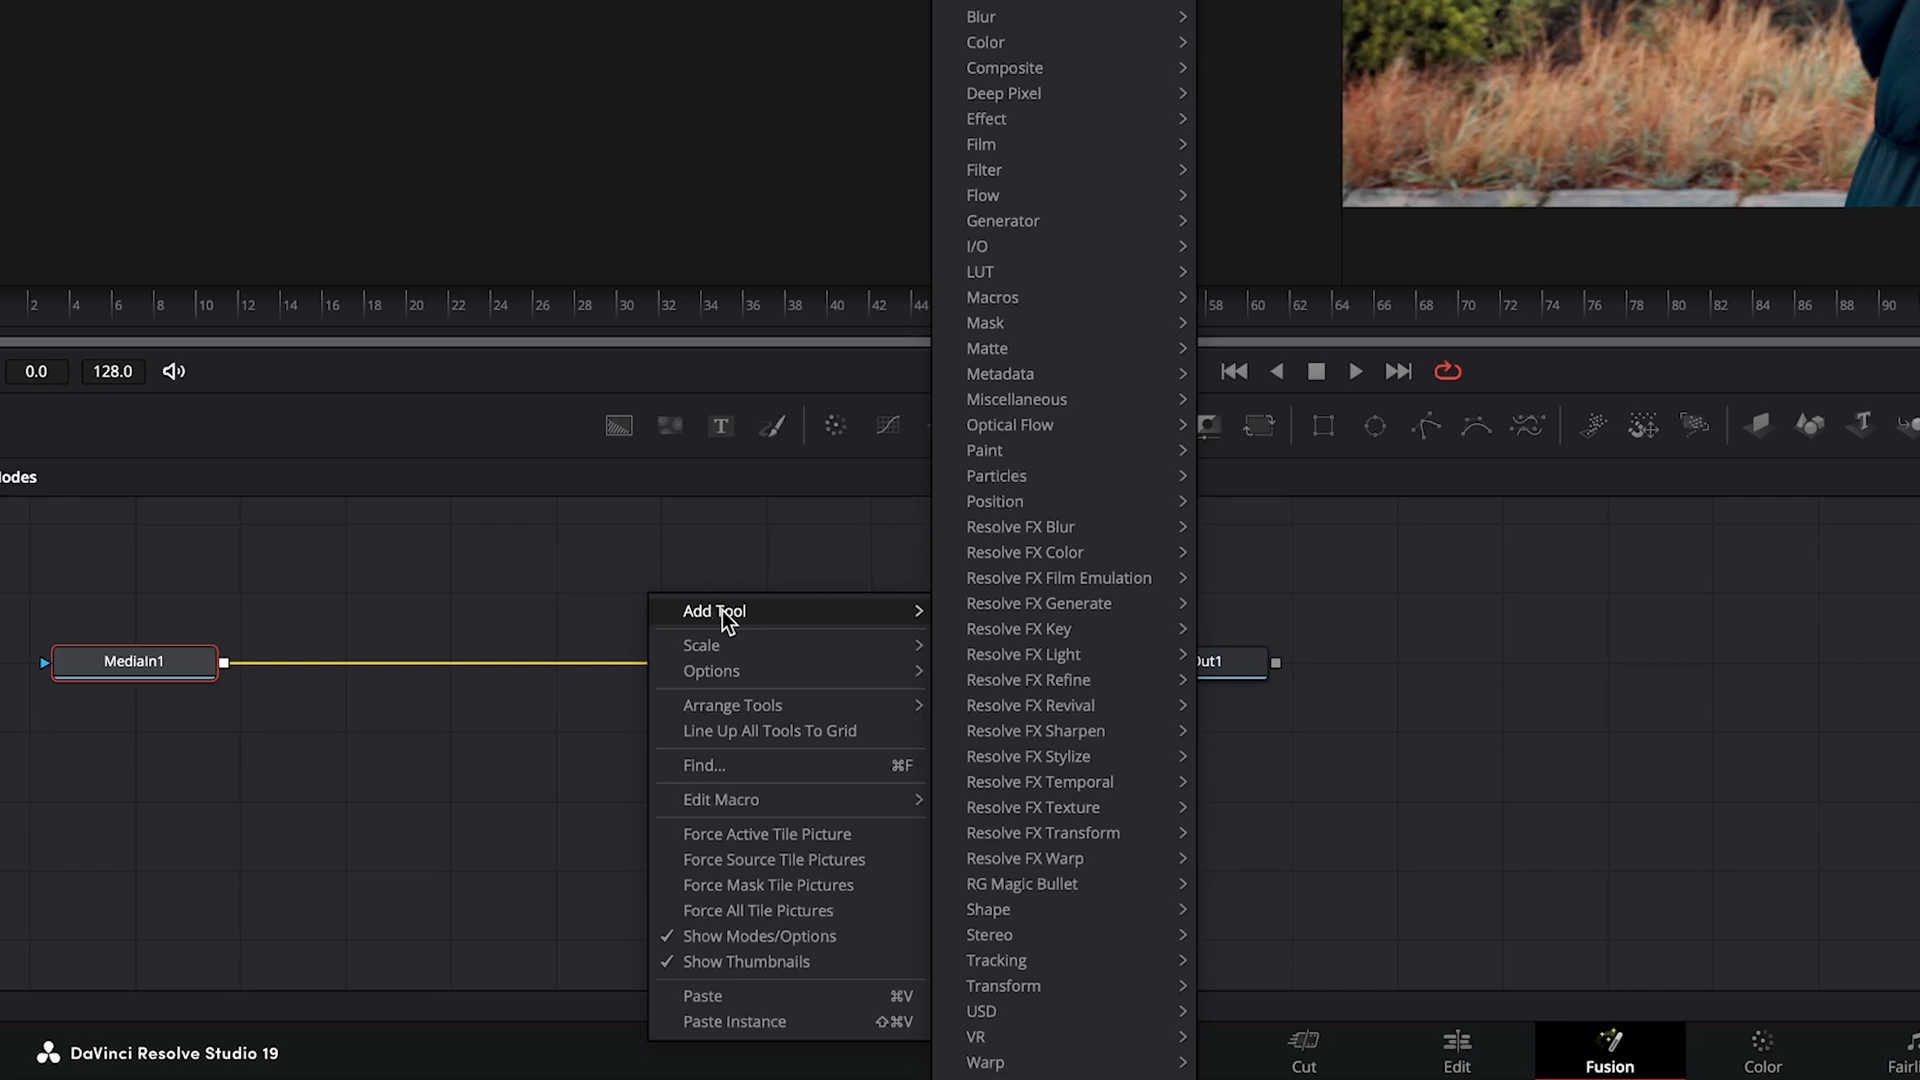 Blur
Color
Composite
Deep Pixel
Effect
Film
Filter
Flow
Generator
I/O
LUT
Macros
Mask
Matte
Metadata
Miscellaneous
Optical Flow
Paint
Particles
Position
Resolve FX Blur
Resolve FX Color
Resolve FX Film Emulation
Resolve FX Generate
Resolve FX Key
Resolve FX Light
Resolve FX Refine
Resolve FX Revival
Resolve FX Sharpen
Resolve FX Stylize
Resolve FX Temporal
Resolve FX Texture
Resolve FX Transform
Resolve FX Warp
RG Magic Bullet
Shape
Stereo
Tracking
Transform
USD
VR
Warp
2 4 6 8 10 12 14 16 18 20 22 24 26 28 30 32 34 36 38 40 42 44 58 60 62 64 66 68 70 72 74 76 78 80 82 84 86 88 90
0.0 128.0
T T
odes
MediaIn1
Out1
Add Tool
Scale
Options
Arrange Tools
Line Up All Tools To Grid
Find... ⌘F
Edit Macro
Force Active Tile Picture
Force Source Tile Pictures
Force Mask Tile Pictures
Force All Tile Pictures
✓ Show Modes/Options
✓ Show Thumbnails
Paste ⌘V
Paste Instance ⇧⌘V
DaVinci Resolve Studio 19
Cut Edit Fusion Color Fairli